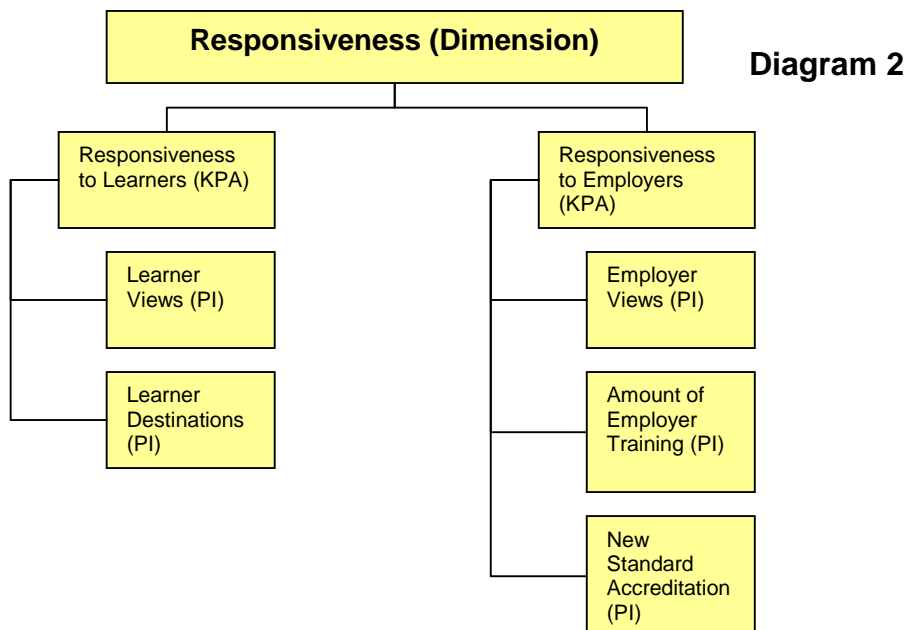 Responsiveness (Dimension)
Diagram 2
Responsiveness
to Learners (KPA)
Learner
Views (PI)
Learner
Destinations
(PI)
Responsiveness
to Employers
(KPA)
Employer
Views (PI)
Amount of
Employer
Training (PI)
New
Standard
Accreditation
(PI)